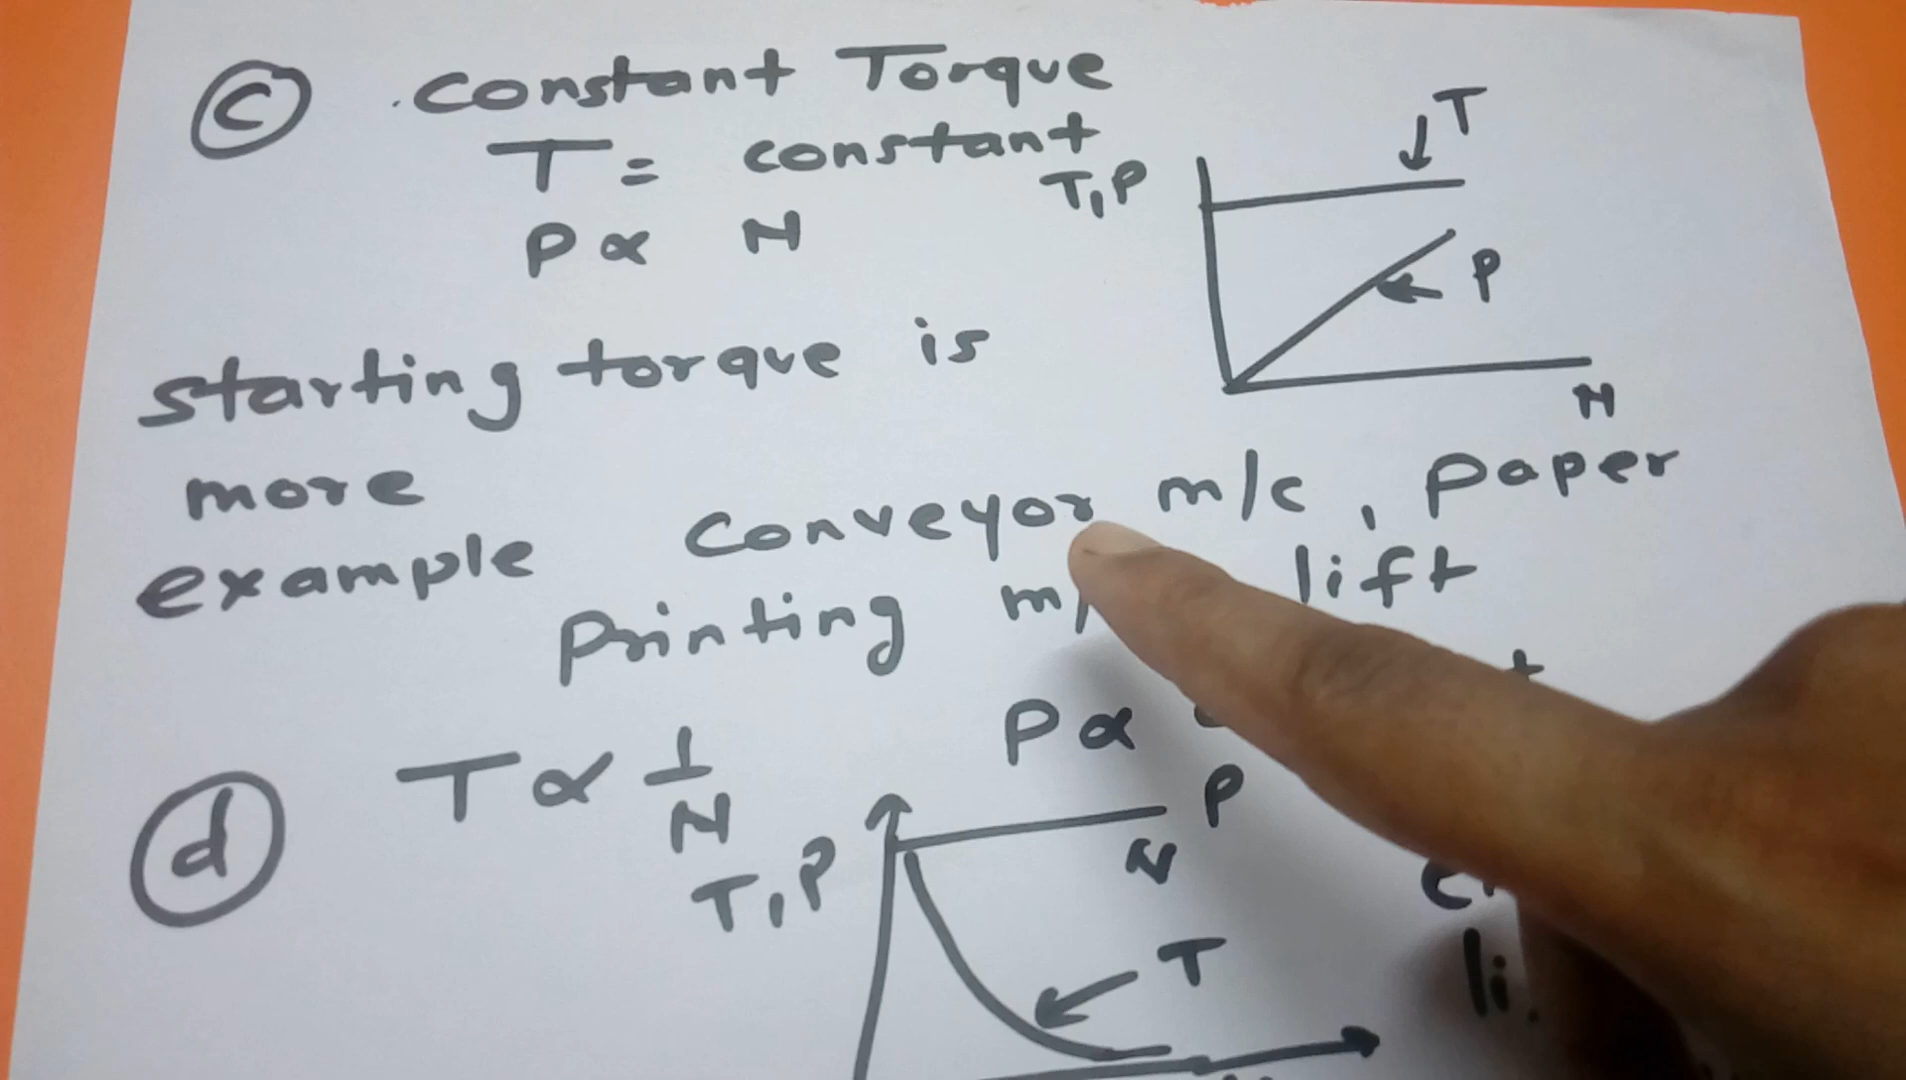 C constant Torque
T = constant
P ∝ N
T, P
T
P
N
starting torque is
more
example conveyor m/c, paper
printing lift
d T ∝ 1/N
P ∝
T, P
P
N
T